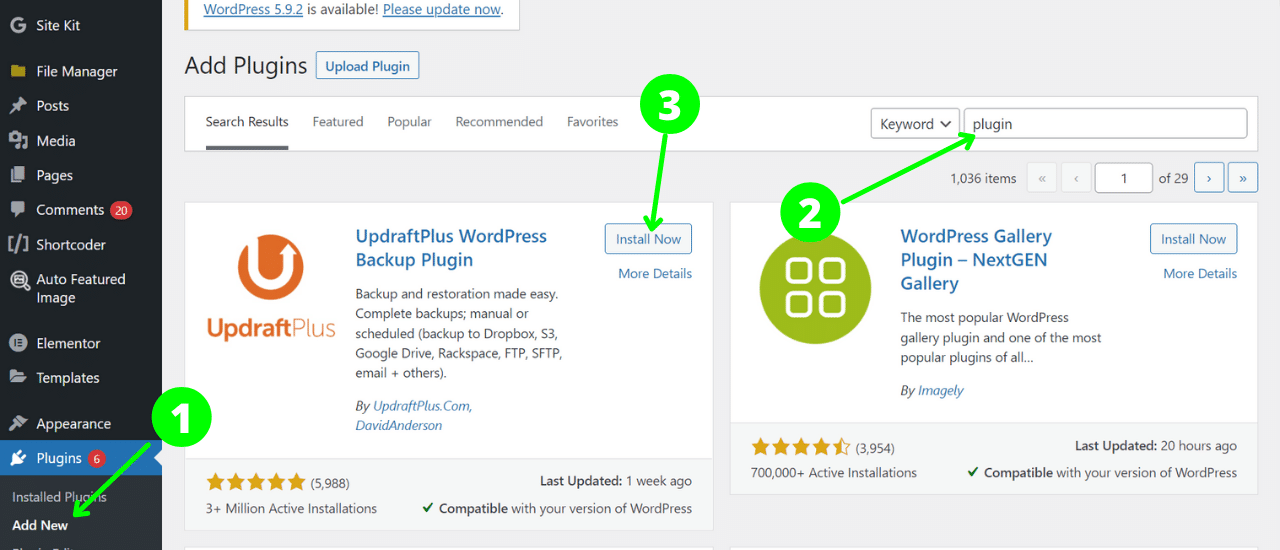 WordPress 5.9.2 is available! Please update now.
Site Kit
File Manager
Posts
Media
Pages
Comments 20
Shortcoder
Auto Featured
Image
Elementor
Templates
Appearance
Plugins 6
Installed Plugins
Add New
1
Add Plugins Upload Plugin
Search Results Featured Popular Recommended Favorites
3
Keyword plugin
2
1,036 items « ‹ 1 of 29 › »
UpdraftPlus
UpdraftPlus WordPress
Backup Plugin
Install Now
More Details
Backup and restoration made easy.
Complete backups; manual or
scheduled (backup to Dropbox, S3,
Google Drive, Rackspace, FTP, SFTP,
email + others).
By UpdraftPlus.Com,
DavidAnderson
(5,988)
3+ Million Active Installations
Last Updated: 1 week ago
Compatible with your version of WordPress
WordPress Gallery
Plugin – NextGEN
Gallery
Install Now
More Details
The most popular WordPress
gallery plugin and one of the most
popular plugins of all...
By Imagely
(3,954)
700,000+ Active Installations
Last Updated: 20 hours ago
Compatible with your version of WordPress